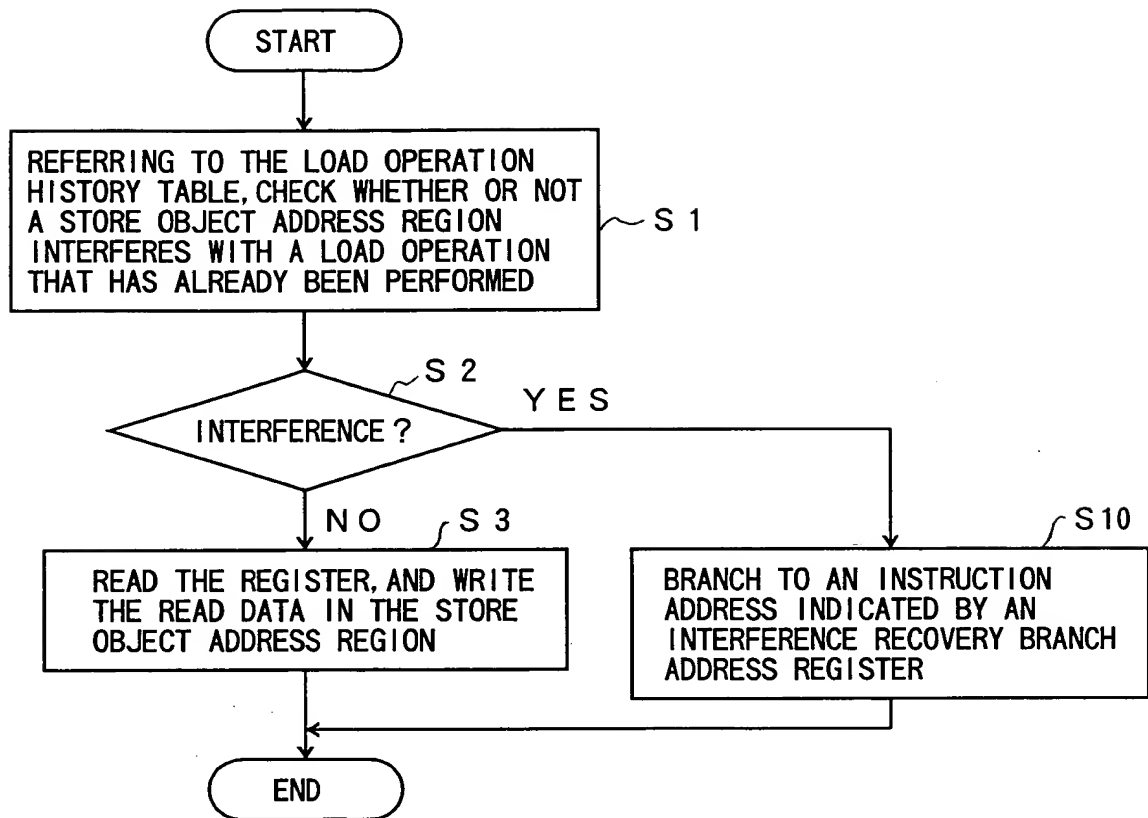 START
REFERRING TO THE LOAD OPERATION
HISTORY TABLE, CHECK WHETHER OR NOT
A STORE OBJECT ADDRESS REGION
INTERFERES WITH A LOAD OPERATION
THAT HAS ALREADY BEEN PERFORMED
S 1
S 2
INTERFERENCE?
YES
NO
S 3
READ THE REGISTER, AND WRITE
THE READ DATA IN THE STORE
OBJECT ADDRESS REGION
S10
BRANCH TO AN INSTRUCTION
ADDRESS INDICATED BY AN
INTERFERENCE RECOVERY BRANCH
ADDRESS REGISTER
END